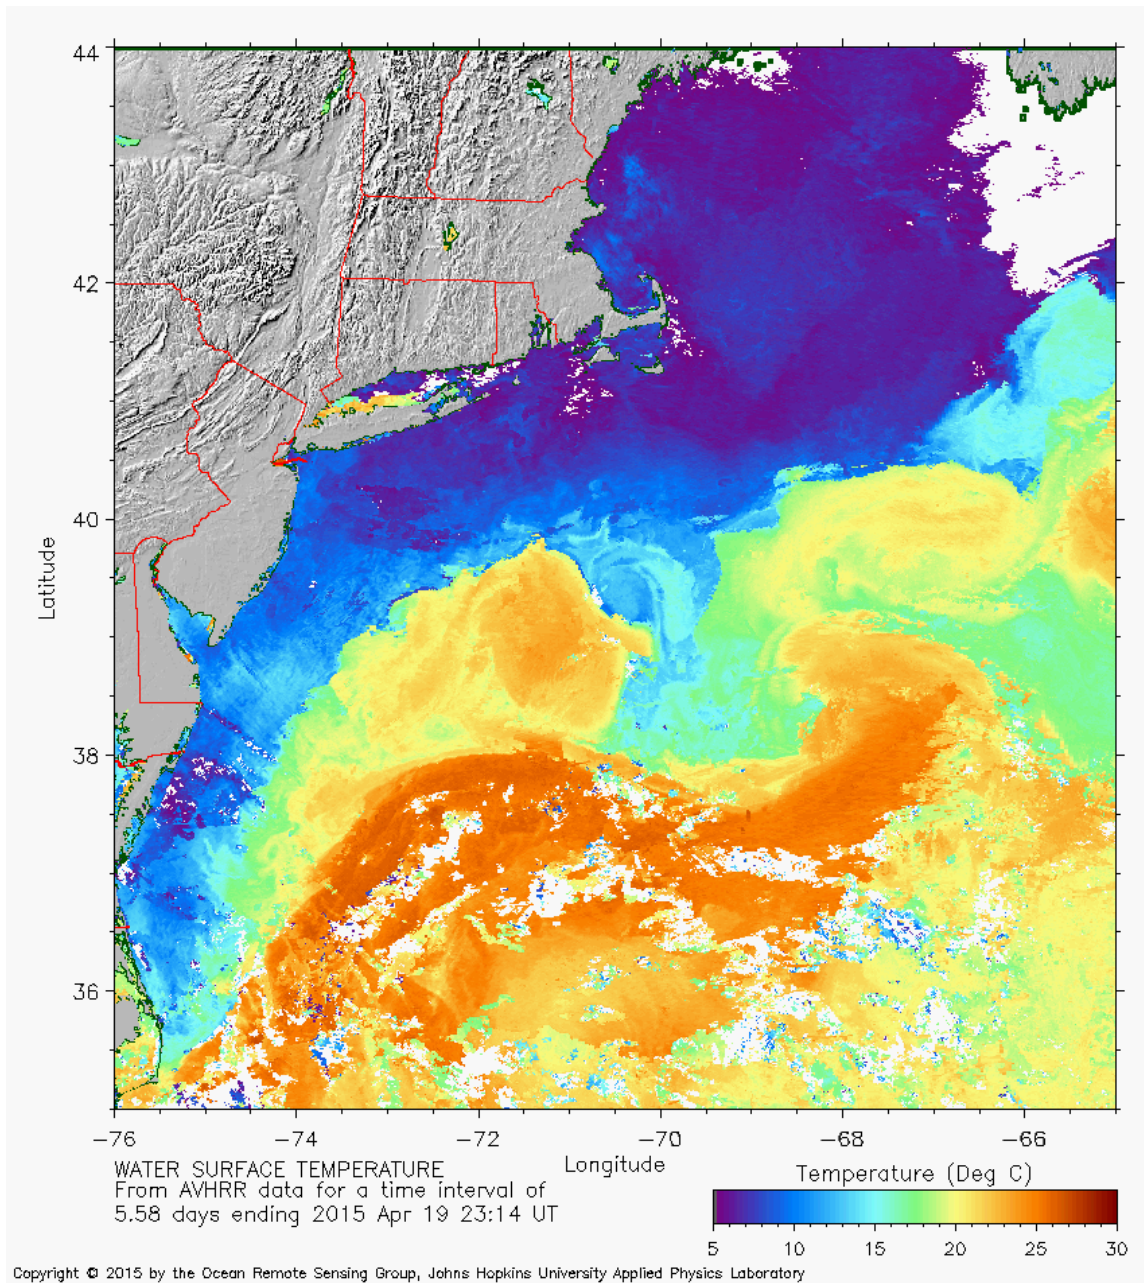 44
42
40
38
36
Latitude
−76 −74 −72 −70 −68 −66
Longitude
WATER SURFACE TEMPERATURE
From AVHRR data for a time interval of
5.58 days ending 2015 Apr 19 23:14 UT
Temperature (Deg C)
5 10 15 20 25 30
Copyright © 2015 by the Ocean Remote Sensing Group, Johns Hopkins University Applied Physics Laboratory